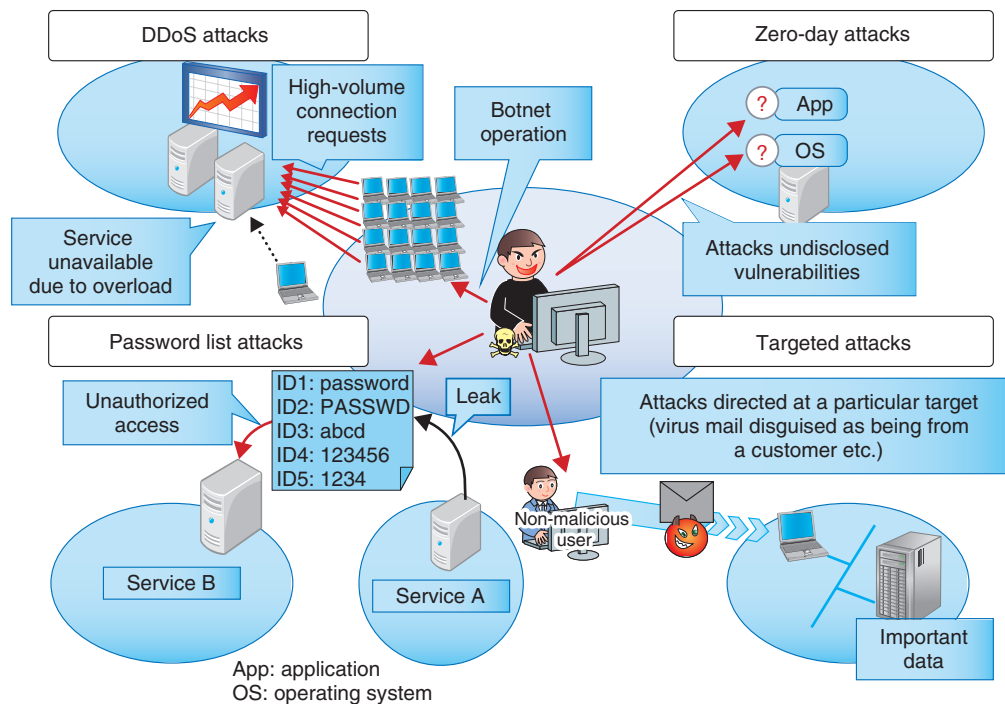 DDoS attacks
High-volume
connection
requests
Service
unavailable
due to overload
Botnet
operation
Zero-day attacks
? App
? OS
Attacks undisclosed
vulnerabilities
Password list attacks
Unauthorized
access
ID1: password
ID2: PASSWD
ID3: abcd
ID4: 123456
ID5: 1234
Leak
Service B
Service A
Targeted attacks
Attacks directed at a particular target
(virus mail disguised as being from
a customer etc.)
Non-malicious
user
Important
data
App: application
OS: operating system